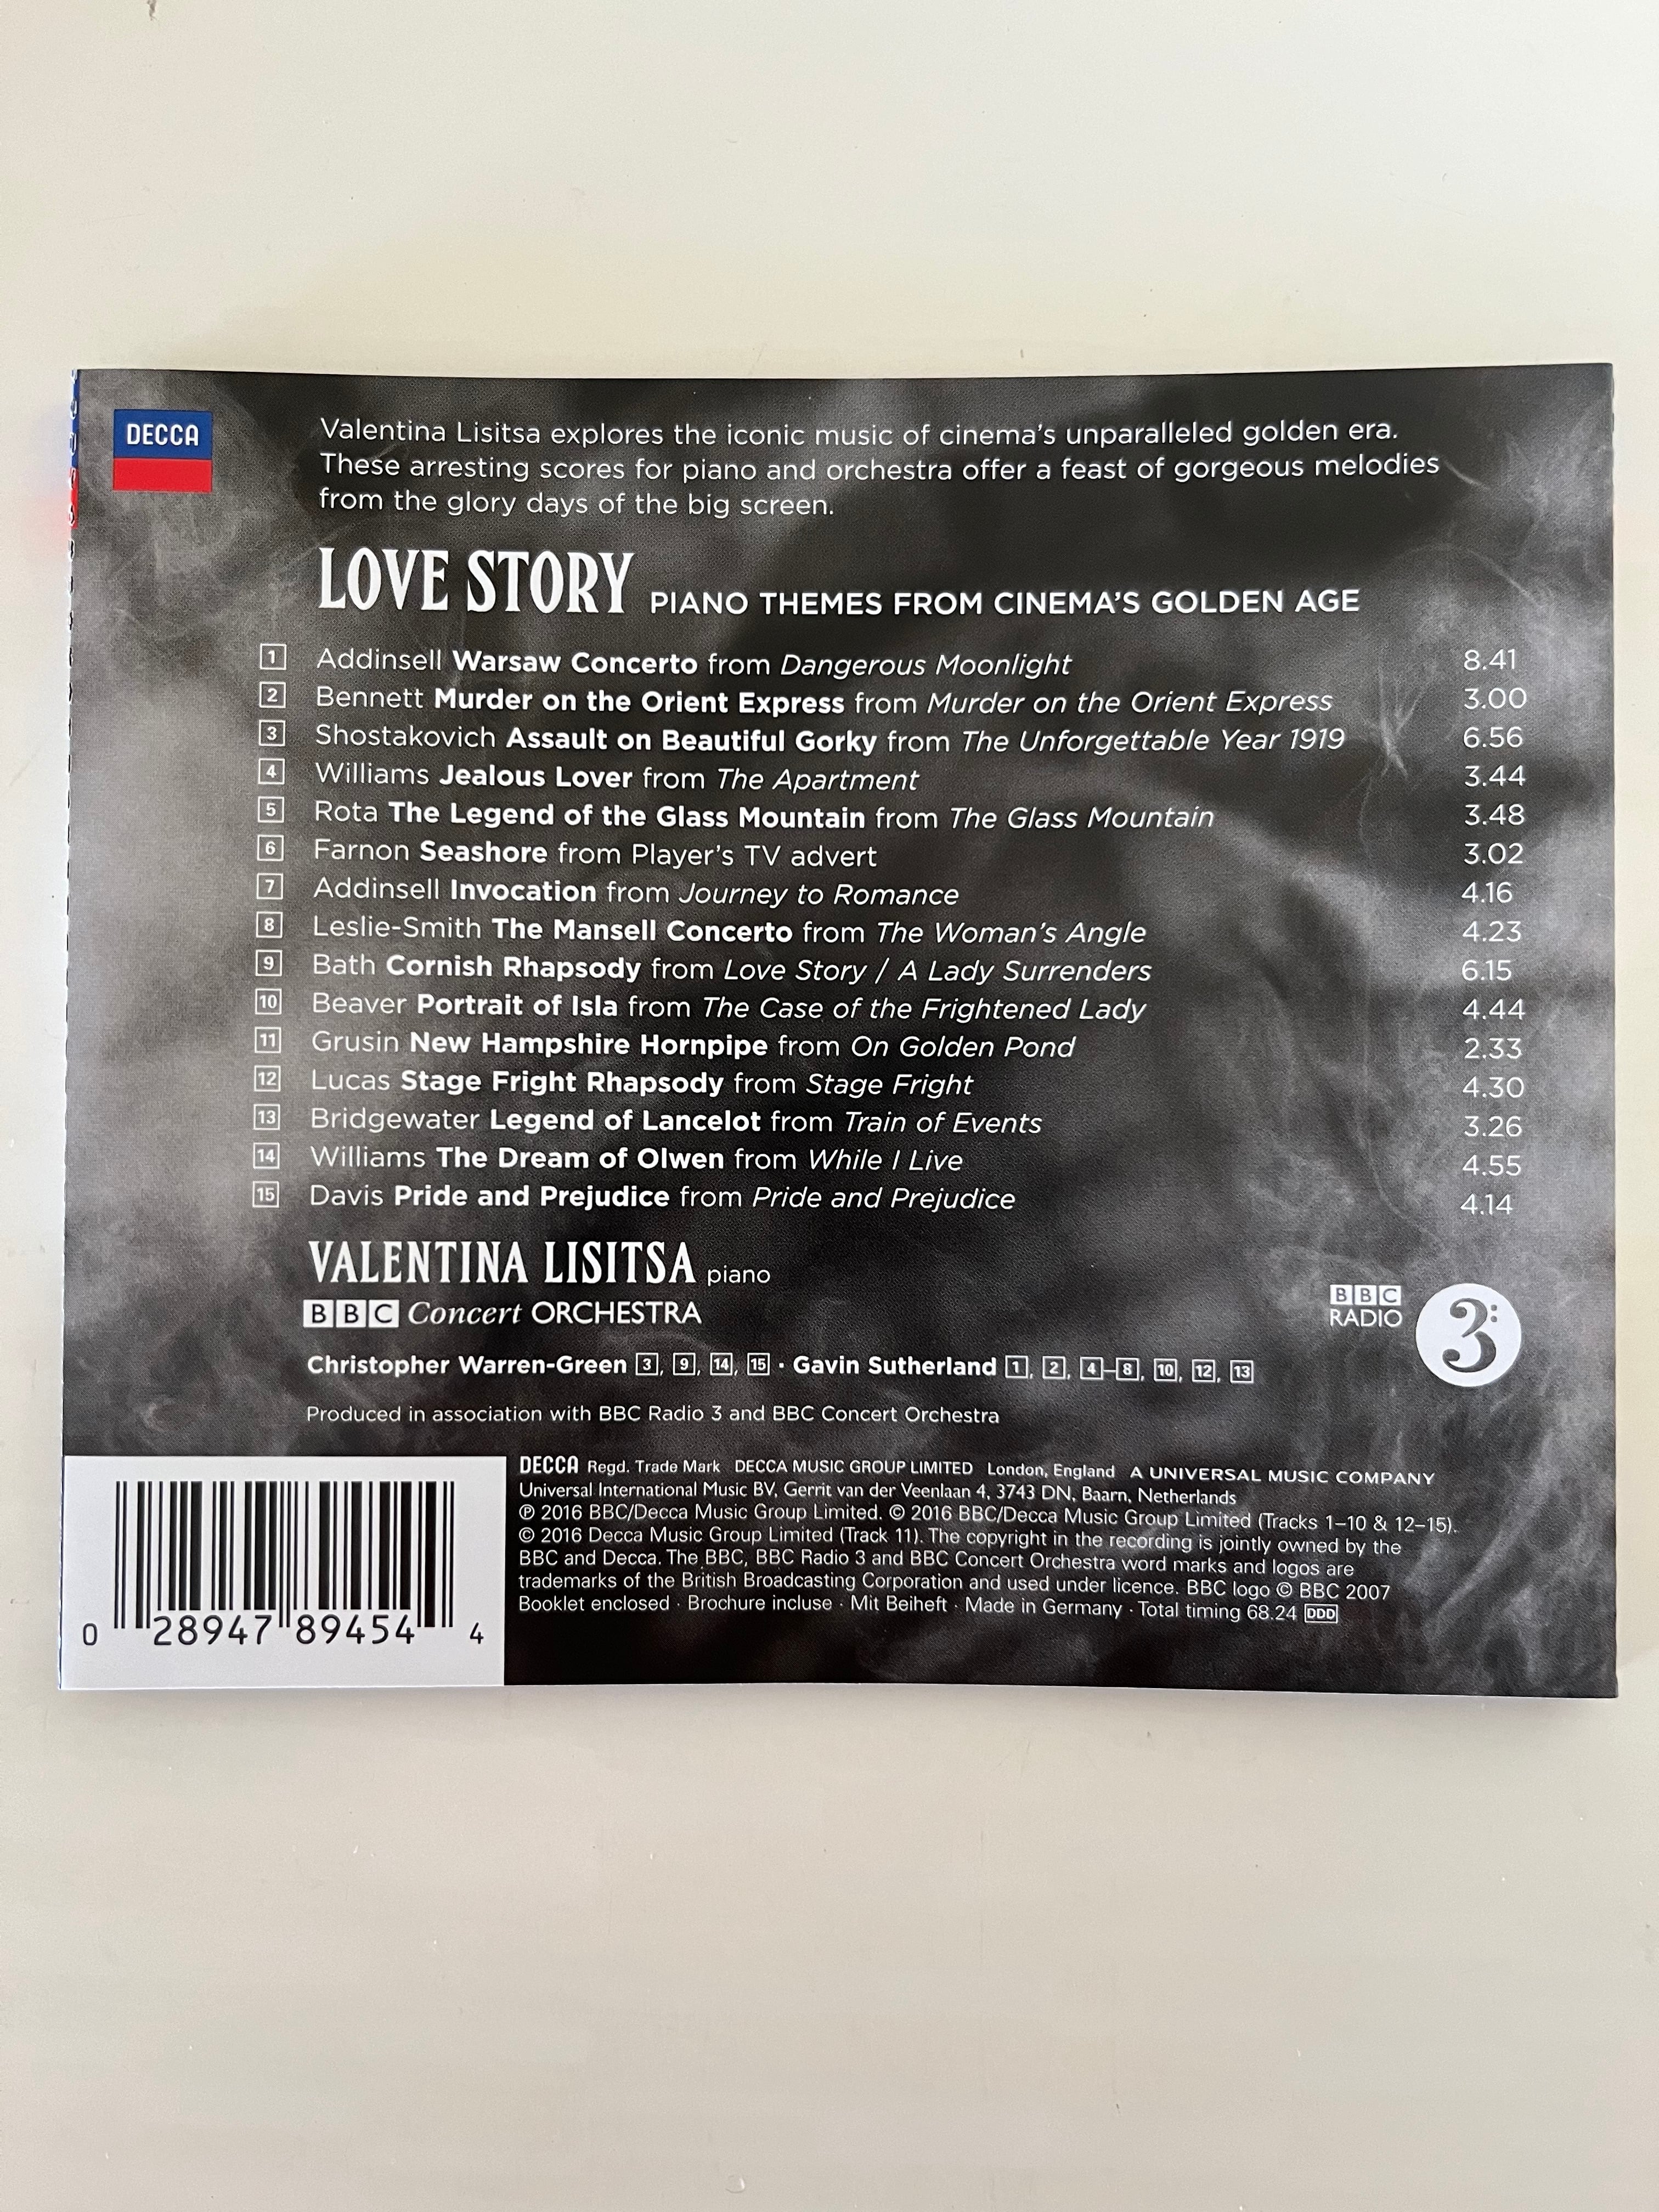 DECCA
Valentina Lisitsa explores the iconic music of cinema's unparalleled golden era.
These arresting scores for piano and orchestra offer a feast of gorgeous melodies
from the glory days of the big screen.
LOVE STORY PIANO THEMES FROM CINEMA'S GOLDEN AGE
1 Addinsell Warsaw Concerto from Dangerous Moonlight 8.41
2 Bennett Murder on the Orient Express from Murder on the Orient Express 3.00
3 Shostakovich Assault on Beautiful Gorky from The Unforgettable Year 1919 6.56
4 Williams Jealous Lover from The Apartment 3.44
5 Rota The Legend of the Glass Mountain from The Glass Mountain 3.48
6 Farnon Seashore from Player's TV advert 3.02
7 Addinsell Invocation from Journey to Romance 4.16
8 Leslie-Smith The Mansell Concerto from The Woman's Angle 4.23
9 Bath Cornish Rhapsody from Love Story / A Lady Surrenders 6.15
10 Beaver Portrait of Isla from The Case of the Frightened Lady 4.44
11 Grusin New Hampshire Hornpipe from On Golden Pond 2.33
12 Lucas Stage Fright Rhapsody from Stage Fright 4.30
13 Bridgewater Legend of Lancelot from Train of Events 3.26
14 Williams The Dream of Olwen from While I Live 4.55
15 Davis Pride and Prejudice from Pride and Prejudice 4.14
VALENTINA LISITSA piano
BBC Concert ORCHESTRA
BBC
RADIO 3
Christopher Warren-Green 3, 9, 14, 15 · Gavin Sutherland 1, 2, 4–8, 10, 12, 13
Produced in association with BBC Radio 3 and BBC Concert Orchestra
DECCA Regd. Trade Mark DECCA MUSIC GROUP LIMITED London, England A UNIVERSAL MUSIC COMPANY
Universal International Music BV, Gerrit van der Veenlaan 4, 3743 DN, Baarn, Netherlands
℗ 2016 BBC/Decca Music Group Limited. © 2016 BBC/Decca Music Group Limited (Tracks 1–10 & 12–15).
© 2016 Decca Music Group Limited (Track 11). The copyright in the recording is jointly owned by the
BBC and Decca. The BBC, BBC Radio 3 and BBC Concert Orchestra word marks and logos are
trademarks of the British Broadcasting Corporation and used under licence. BBC logo © BBC 2007
Booklet enclosed · Brochure incluse · Mit Beiheft · Made in Germany · Total timing 68.24 DDD
0 28947 89454 4